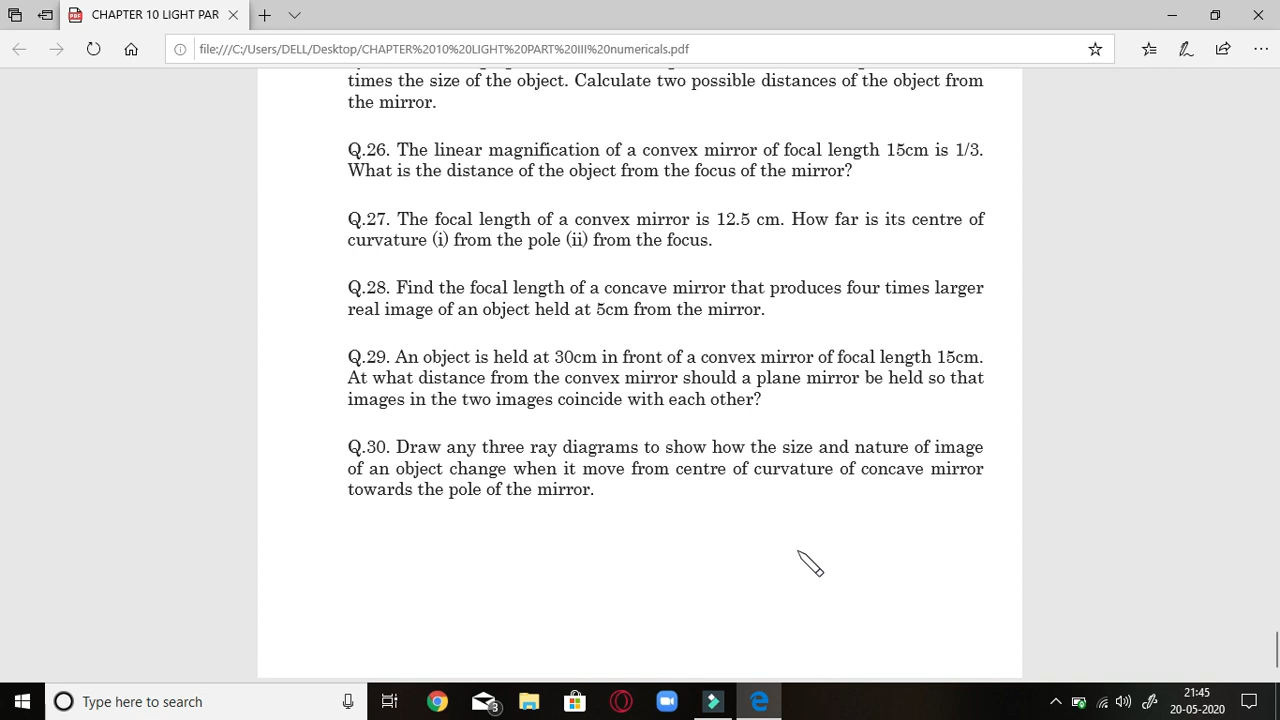 CHAPTER 10 LIGHT PAR
file:///C:/Users/DELL/Desktop/CHAPTER%2010%20LIGHT%20PART%20III%20numericals.pdf
times the size of the object. Calculate two possible distances of the object from
the mirror.
Q.26. The linear magnification of a convex mirror of focal length 15cm is 1/3.
What is the distance of the object from the focus of the mirror?
Q.27. The focal length of a convex mirror is 12.5 cm. How far is its centre of
curvature (i) from the pole (ii) from the focus.
Q.28. Find the focal length of a concave mirror that produces four times larger
real image of an object held at 5cm from the mirror.
Q.29. An object is held at 30cm in front of a convex mirror of focal length 15cm.
At what distance from the convex mirror should a plane mirror be held so that
images in the two images coincide with each other?
Q.30. Draw any three ray diagrams to show how the size and nature of image
of an object change when it move from centre of curvature of concave mirror
towards the pole of the mirror.
Type here to search
3
21:45
20-05-2020